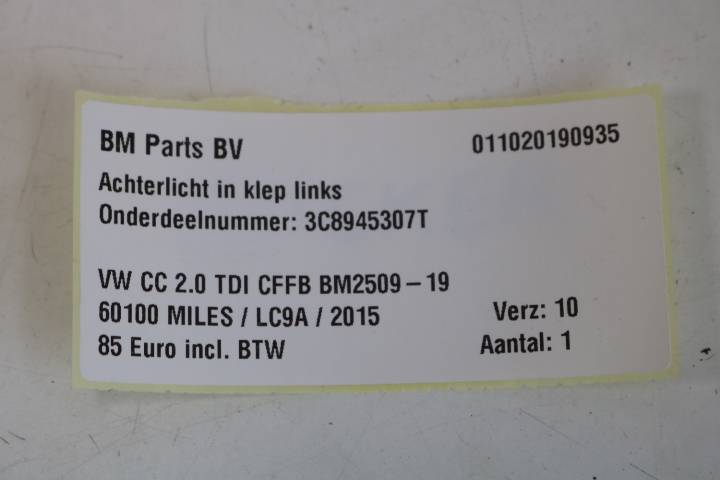 BM Parts BV 011020190935
Achterlicht in klep links
Onderdeelnummer: 3C8945307T
VW CC 2.0 TDI CFFB BM2509-19
60100 MILES / LC9A / 2015 Verz: 10
85 Euro incl. BTW Aantal: 1